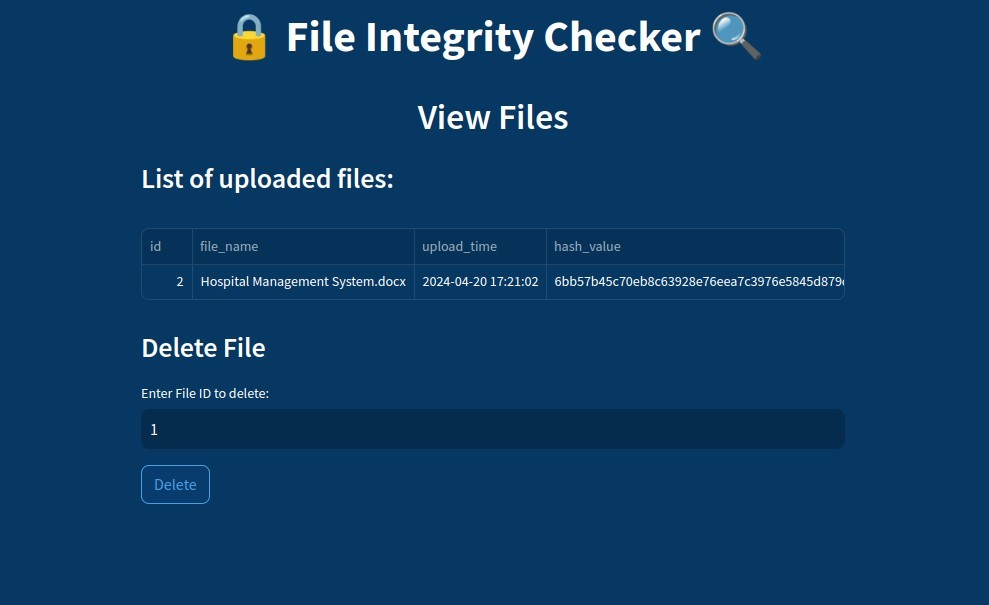 🔒 File Integrity Checker 🔍
View Files
List of uploaded files:
id file_name upload_time hash_value
2 Hospital Management System.docx 2024-04-20 17:21:02 6bb57b45c70eb8c63928e76eea7c3976e5845d879
Delete File
Enter File ID to delete:
1
Delete